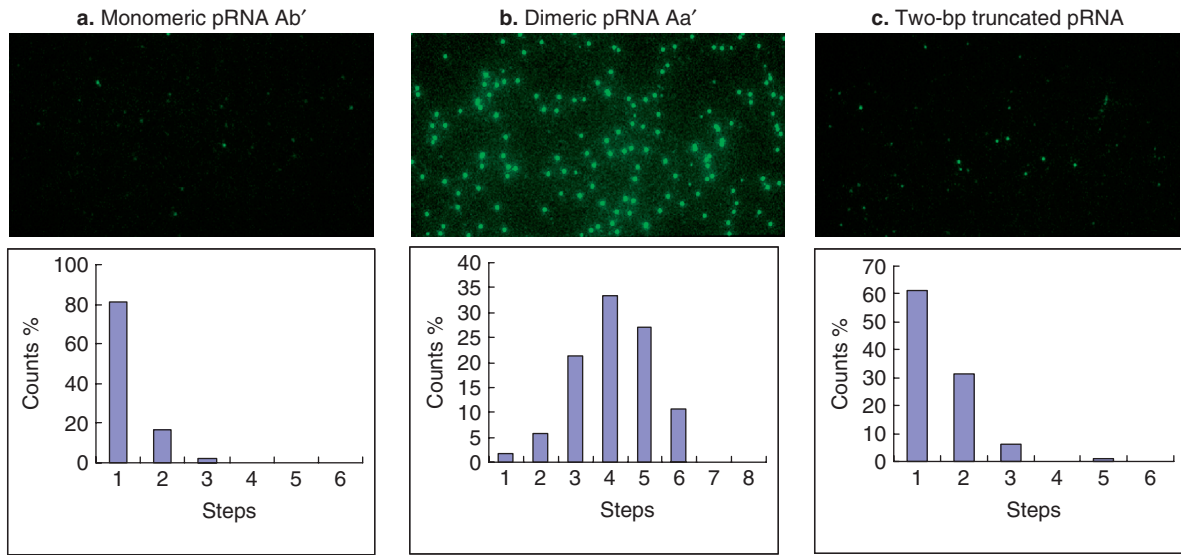 a. Monomeric pRNA Ab′
b. Dimeric pRNA Aa′
c. Two-bp truncated pRNA
100
80
60
40
20
0
Counts %
1 2 3 4 5 6
Steps
40
35
30
25
20
15
10
5
0
Counts %
1 2 3 4 5 6 7 8
Steps
70
60
50
40
30
20
10
0
Counts %
1 2 3 4 5 6
Steps